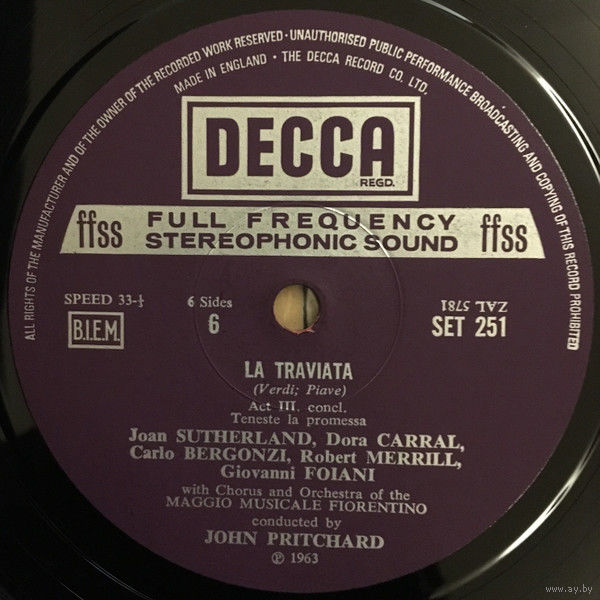 ALL RIGHTS OF THE MANUFACTURER AND OF THE OWNER OF THE RECORDED WORK RESERVED · UNAUTHORISED PUBLIC PERFORMANCE BROADCASTING AND COPYING OF THIS RECORD PROHIBITED
MADE IN ENGLAND · THE DECCA RECORD CO. LTD.
DECCA
REGD.
ffss FULL FREQUENCY STEREOPHONIC SOUND ffss
SPEED 33-⅓ 6 Sides ZAL 5781
B.I.E.M. 6 SET 251
LA TRAVIATA
(Verdi; Piave)
Act III. concl.
Teneste la promessa
Joan SUTHERLAND, Dora CARRAL,
Carlo BERGONZI, Robert MERRILL,
Giovanni FOIANI
with Chorus and Orchestra of the
MAGGIO MUSICALE FIORENTINO
conducted by
JOHN PRITCHARD
℗ 1963
www.ay.by